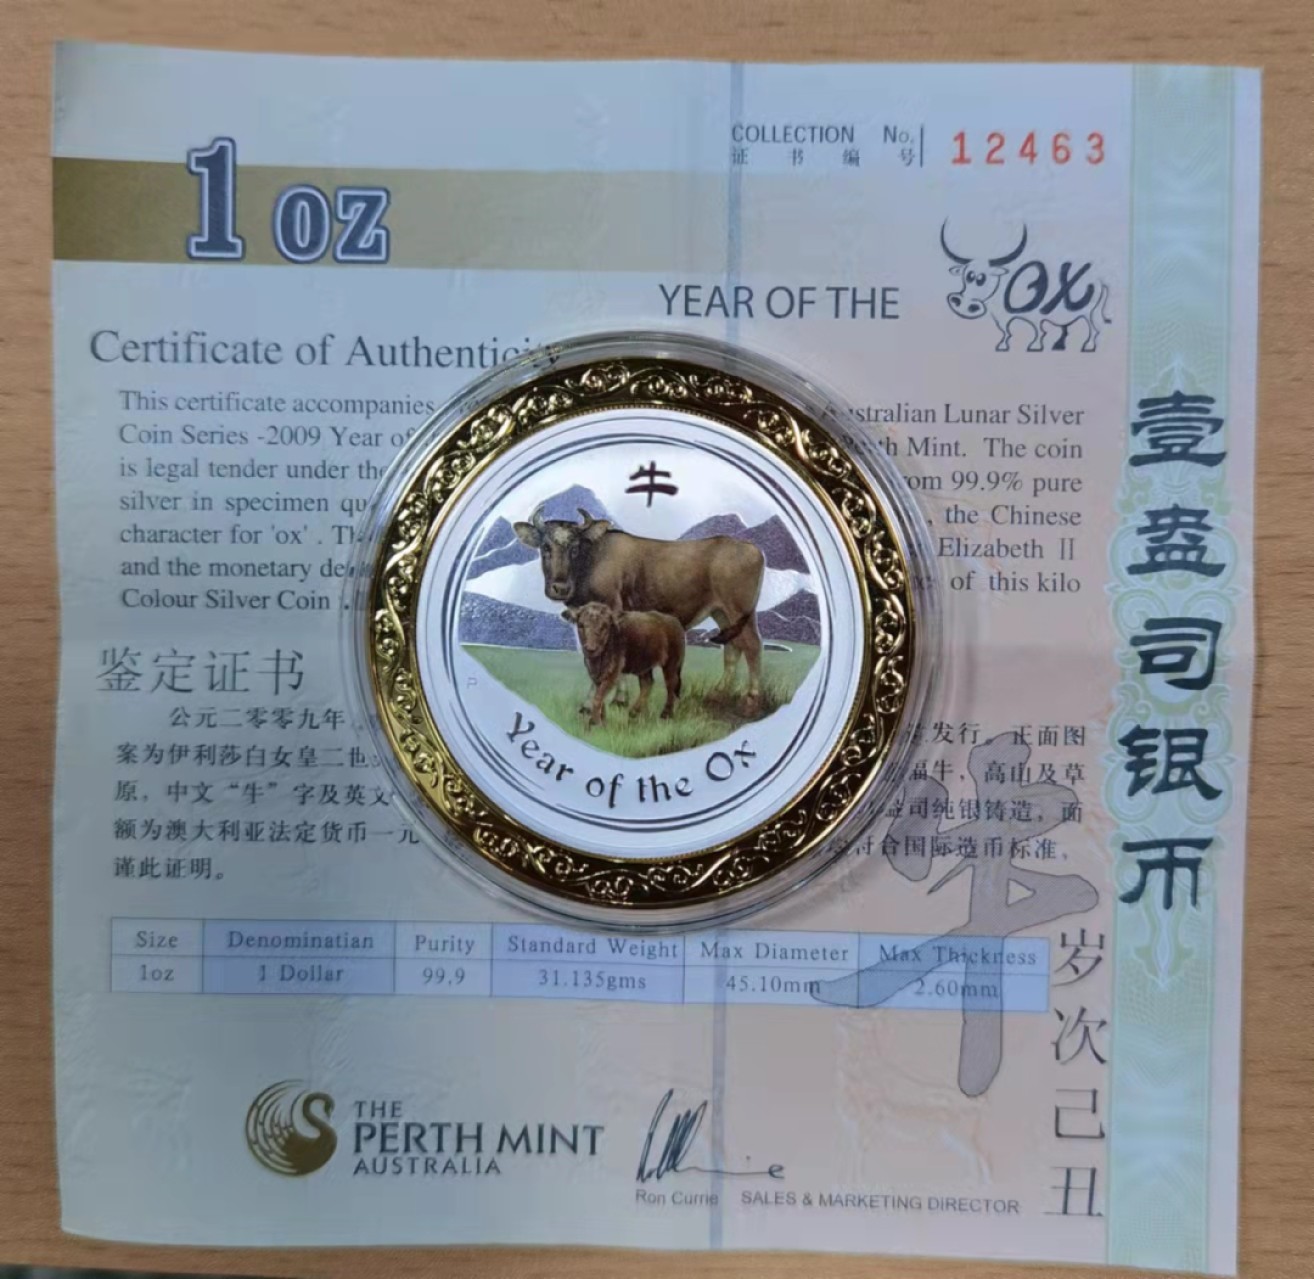 COLLECTION No. 12463
证书编号
1 oz
YEAR OF THE OX
Certificate of Authenticity
This certificate accompanies ustralian Lunar Silver
Coin Series -2009 Year of Perth Mint. The coin
is legal tender under the from 99.9% pure
silver in specimen , the Chinese
character for 'ox' . Elizabeth II
and the monetary of this kilo
Colour Silver Coin
鉴定证书
公元二零零九年 发行。正面图
案为伊利莎白女皇二世 福牛，高山及草
原，中文“牛”字及英文 盎司纯银铸造，面
额为澳大利亚法定货币一元 符合国际造币标准，
谨此证明。
牛
Year of the Ox
P
Size Denominatian Purity Standard Weight Max Diameter Max Thickness
1oz 1 Dollar 99.9 31.135gms 45.10mm 2.60mm
THE
PERTH MINT
AUSTRALIA
Ron Currie SALES & MARKETING DIRECTOR
牛
岁次己丑
壹盎司银币